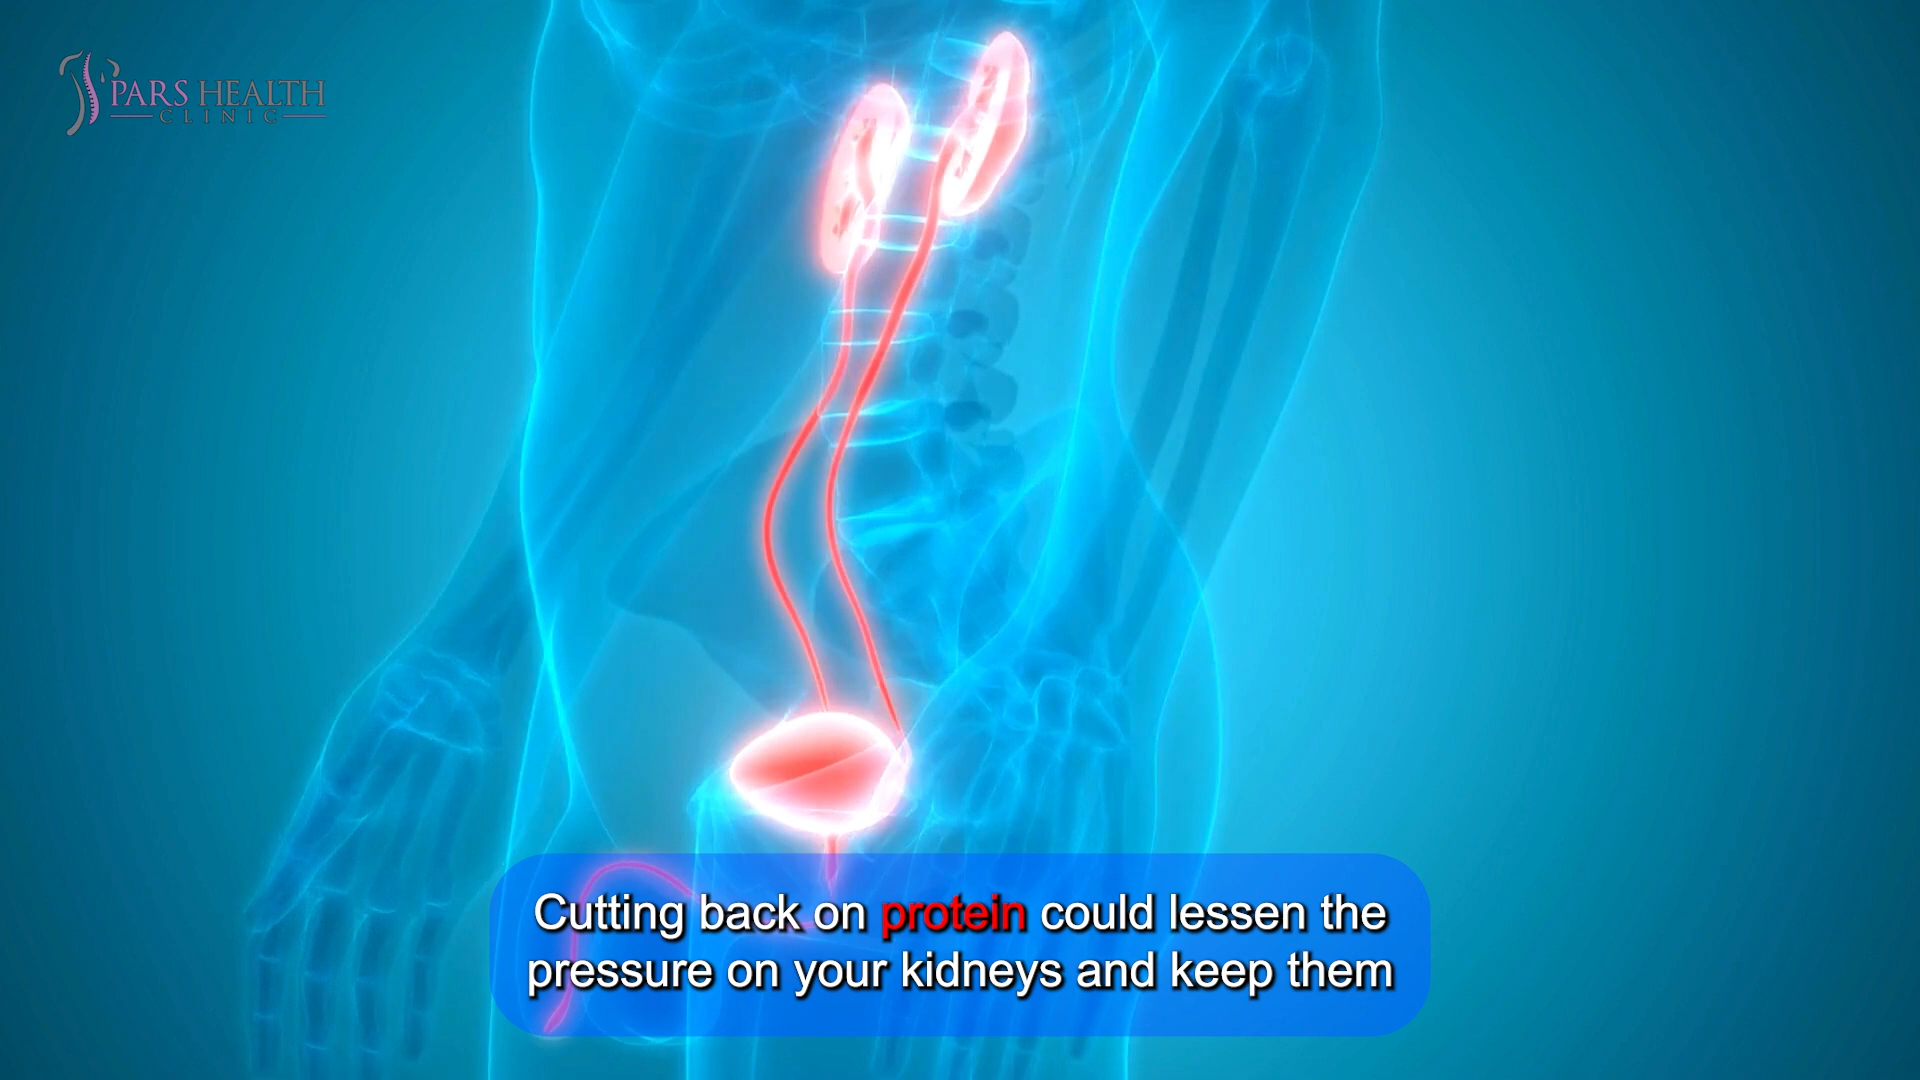 PARS HEALTH
CLINIC
Cutting back on protein could lessen the
pressure on your kidneys and keep them